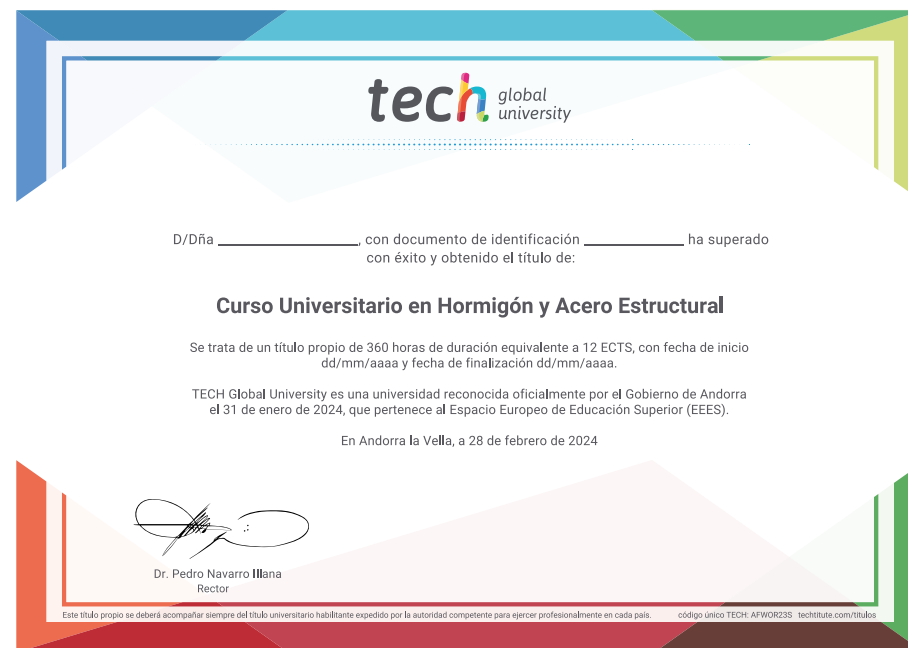 tech global university
D/Dña ______________, con documento de identificación __________ ha superado
con éxito y obtenido el título de:
Curso Universitario en Hormigón y Acero Estructural
Se trata de un título propio de 360 horas de duración equivalente a 12 ECTS, con fecha de inicio
dd/mm/aaaa y fecha de finalización dd/mm/aaaa.
TECH Global University es una universidad reconocida oficialmente por el Gobierno de Andorra
el 31 de enero de 2024, que pertenece al Espacio Europeo de Educación Superior (EEES).
En Andorra la Vella, a 28 de febrero de 2024
Dr. Pedro Navarro Illana
Rector
Este título propio se deberá acompañar siempre del título universitario habilitante expedido por la autoridad competente para ejercer profesionalmente en cada país. código único TECH: AFWOR23S techtitute.com/titulos